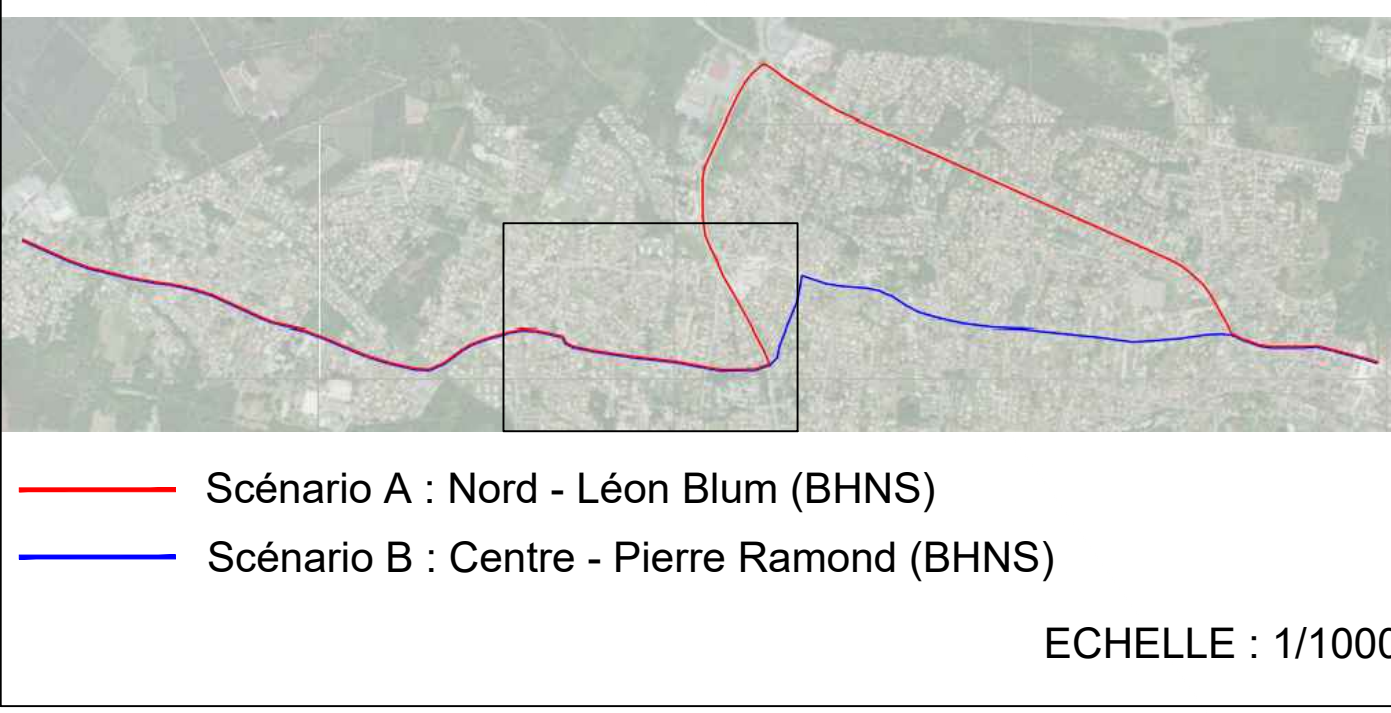 Scénario A : Nord - Léon Blum (BHNS)
Scénario B : Centre - Pierre Ramond (BHNS)
ECHELLE : 1/1000